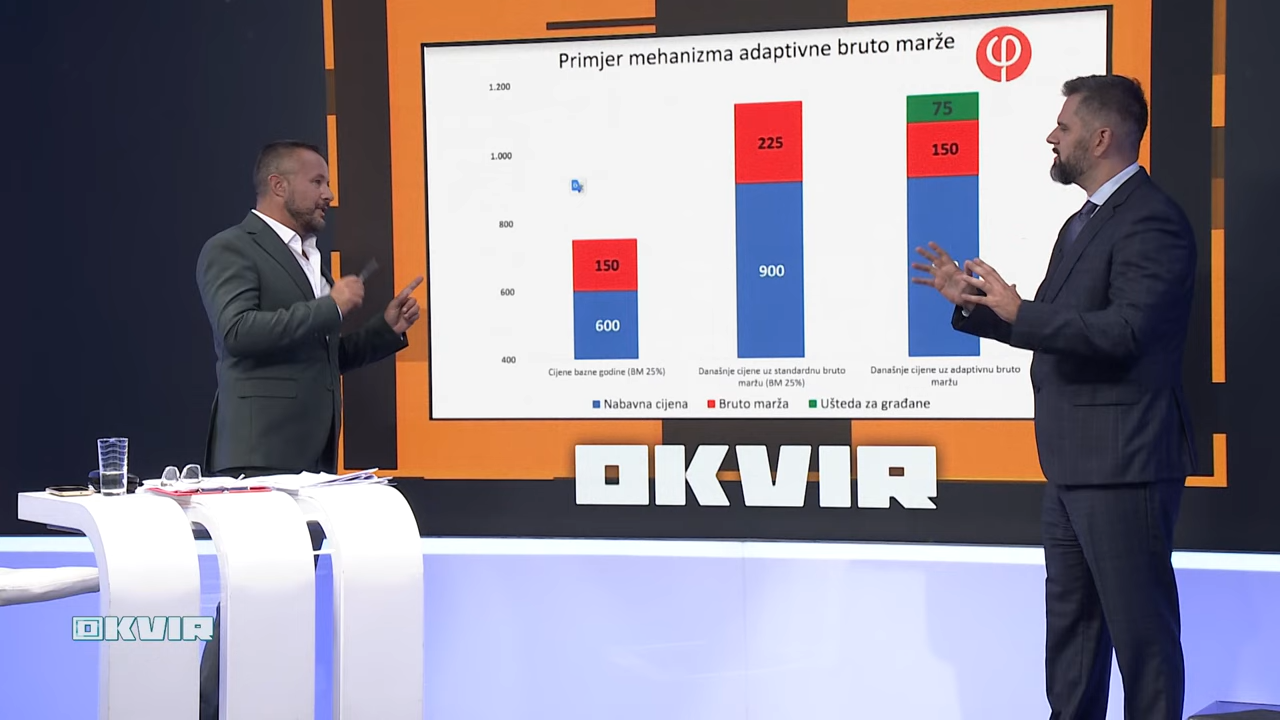 Primjer mehanizma adaptivne bruto marže
φ
1.200
1.000
800
600
400
150
600
225
900
75
150
Cijene bazne godine (BM 25%)
Današnje cijene uz standardnu bruto
maržu (BM 25%)
Današnje cijene uz adaptivnu bruto
maržu
Nabavna cijena
Bruto marža
Ušteda za građane
OKVIR
OKVIR